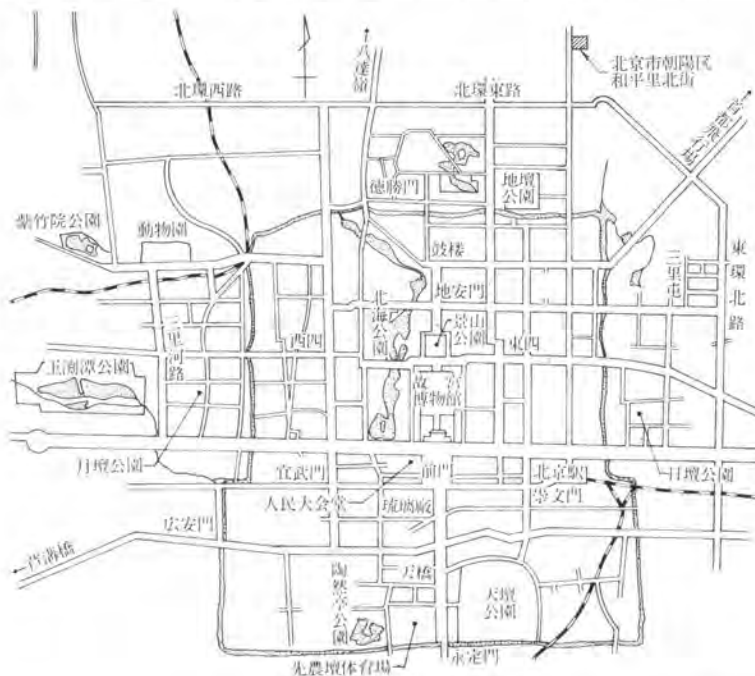 八達嶺
北京市朝陽区
和平里北街
北環西路
北環東路
首都飛行場
徳勝門
地壇
公園
紫竹院公園
動物園
鼓楼
三里屯
東環北路
地安門
北海公園
景山
公園
三里河路
西四
東四
玉淵潭公園
故宮
博物館
月壇公園
宣武門
前門
北京駅
日壇公園
人民大会堂
琉璃廠
崇文門
広安門
天橋
陶然亭公園
天壇
公園
先農壇体育場
永定門